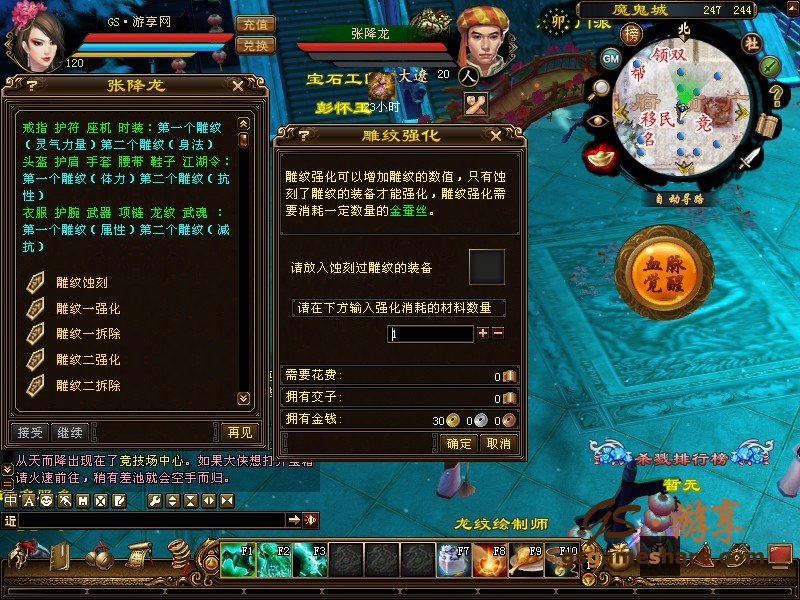 GS·游享网
120
充值
兑换
张降龙
大遼 20
宝石工
彭怀玉
23小时
魔鬼城 247 244
卯
北
榜
社
GM
领双
移民
竞
名
自动寻路
血脉
觉醒
张降龙
戒指 护符 座机 时装：第一个雕纹
（灵气力量）第二个雕纹（身法）
头盔 护肩 手套 腰带 鞋子 江湖令：
第一个雕纹（体力）第二个雕纹（抗
性）
衣服 护腕 武器 项链 龙纹 武魂 ：
第一个雕纹（属性）第二个雕纹（减
抗）
雕纹蚀刻
雕纹一强化
雕纹一拆除
雕纹二强化
雕纹二拆除
接受
继续
再见
雕纹强化
雕纹强化可以增加雕纹的数值，只有蚀
刻了雕纹的装备才能强化，雕纹强化需
要消耗一定数量的金蚕丝。
请放入蚀刻过雕纹的装备
请在下方输入强化消耗的材料数量
1
需要花费： 0
拥有交子： 0
拥有金钱： 30 0 0
确定
取消
从天而降出现在了竞技场中心。如果大侠想打开宝箱
请火速前往，稍有差池就会空手而归。
中 A
近
杀戮排行榜
暂无
龙纹绘制师
GS·游享
F1 F2 F3 F7 F8 F9 F10